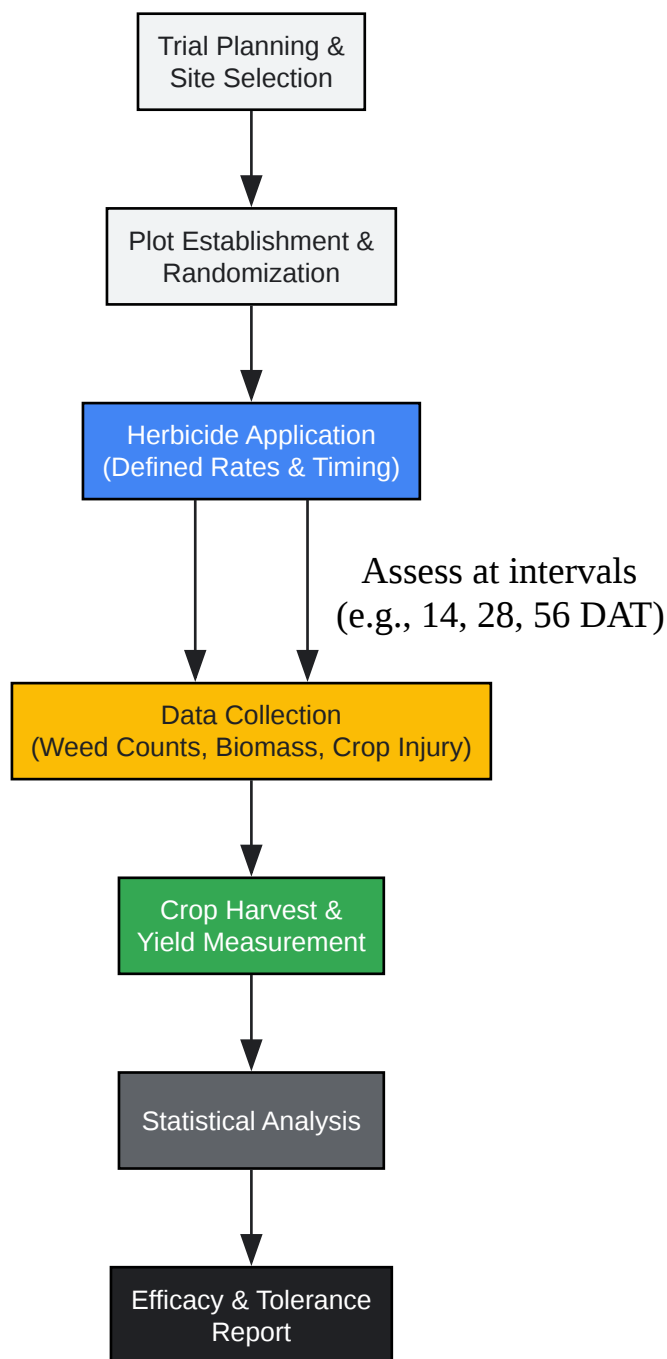 Trial Planning &
Site Selection
Plot Establishment &
Randomization
Herbicide Application
(Defined Rates & Timing)
Assess at intervals
(e.g., 14, 28, 56 DAT)
Data Collection
(Weed Counts, Biomass, Crop Injury)
Crop Harvest &
Yield Measurement
Statistical Analysis
Efficacy & Tolerance
Report